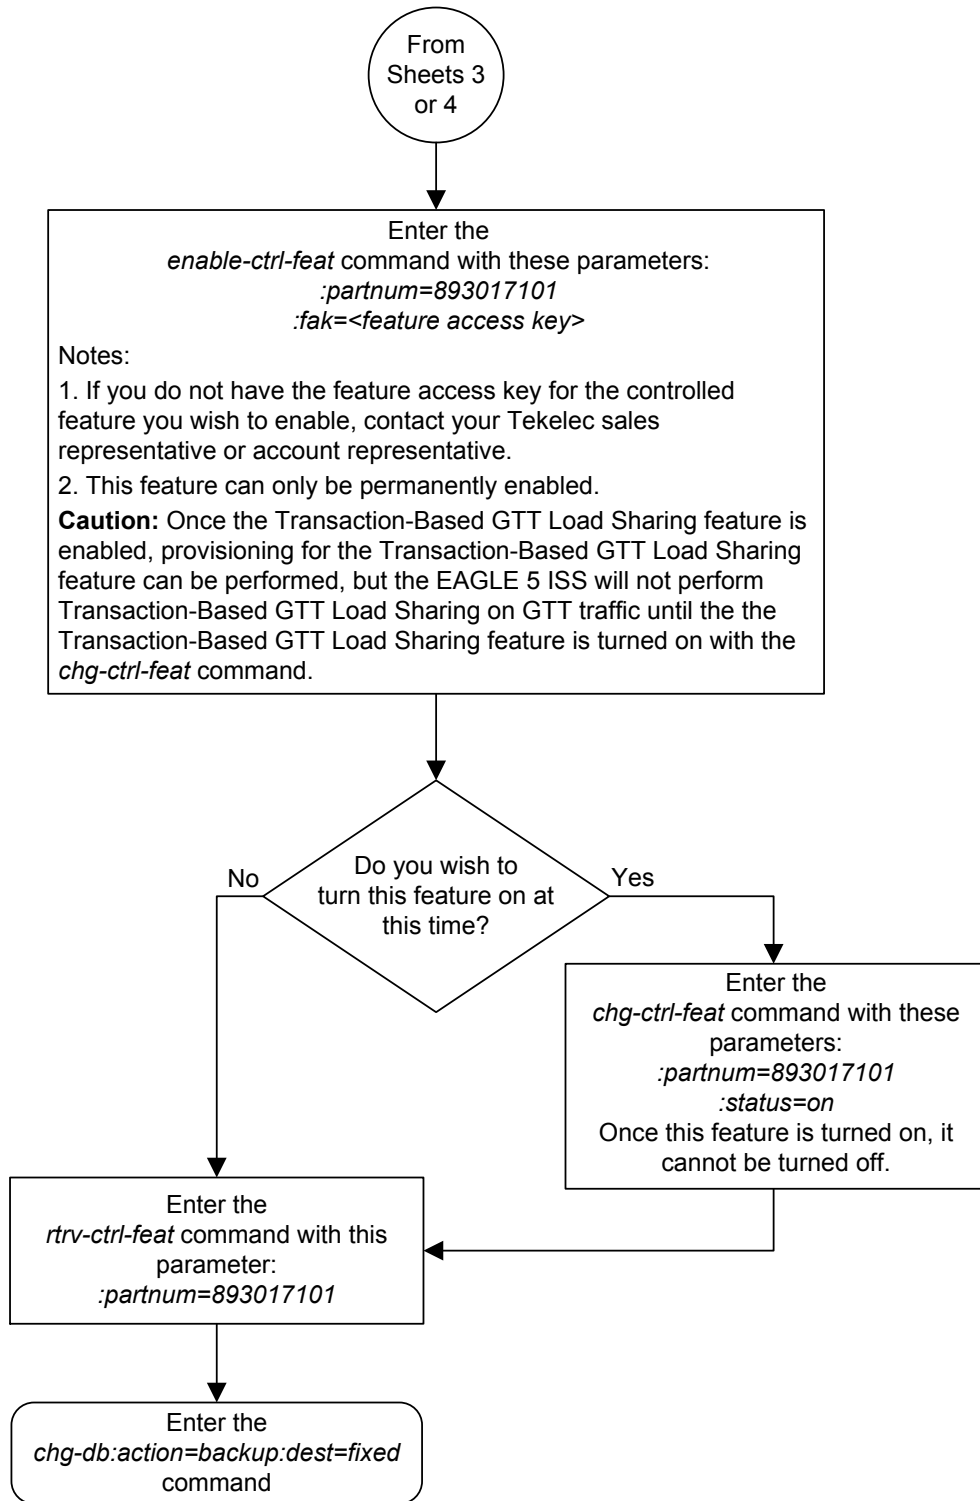 From
Sheets 3
or 4
Enter the
enable-ctrl-feat command with these parameters:
:partnum=893017101
:fak=<feature access key>
Notes:
1. If you do not have the feature access key for the controlled
feature you wish to enable, contact your Tekelec sales
representative or account representative.
2. This feature can only be permanently enabled.
Caution: Once the Transaction-Based GTT Load Sharing feature is
enabled, provisioning for the Transaction-Based GTT Load Sharing
feature can be performed, but the EAGLE 5 ISS will not perform
Transaction-Based GTT Load Sharing on GTT traffic until the the
Transaction-Based GTT Load Sharing feature is turned on with the
chg-ctrl-feat command.
Do you wish to
turn this feature on at
this time?
No
Yes
Enter the
chg-ctrl-feat command with these
parameters:
:partnum=893017101
:status=on
Once this feature is turned on, it
cannot be turned off.
Enter the
rtrv-ctrl-feat command with this
parameter:
:partnum=893017101
Enter the
chg-db:action=backup:dest=fixed
command